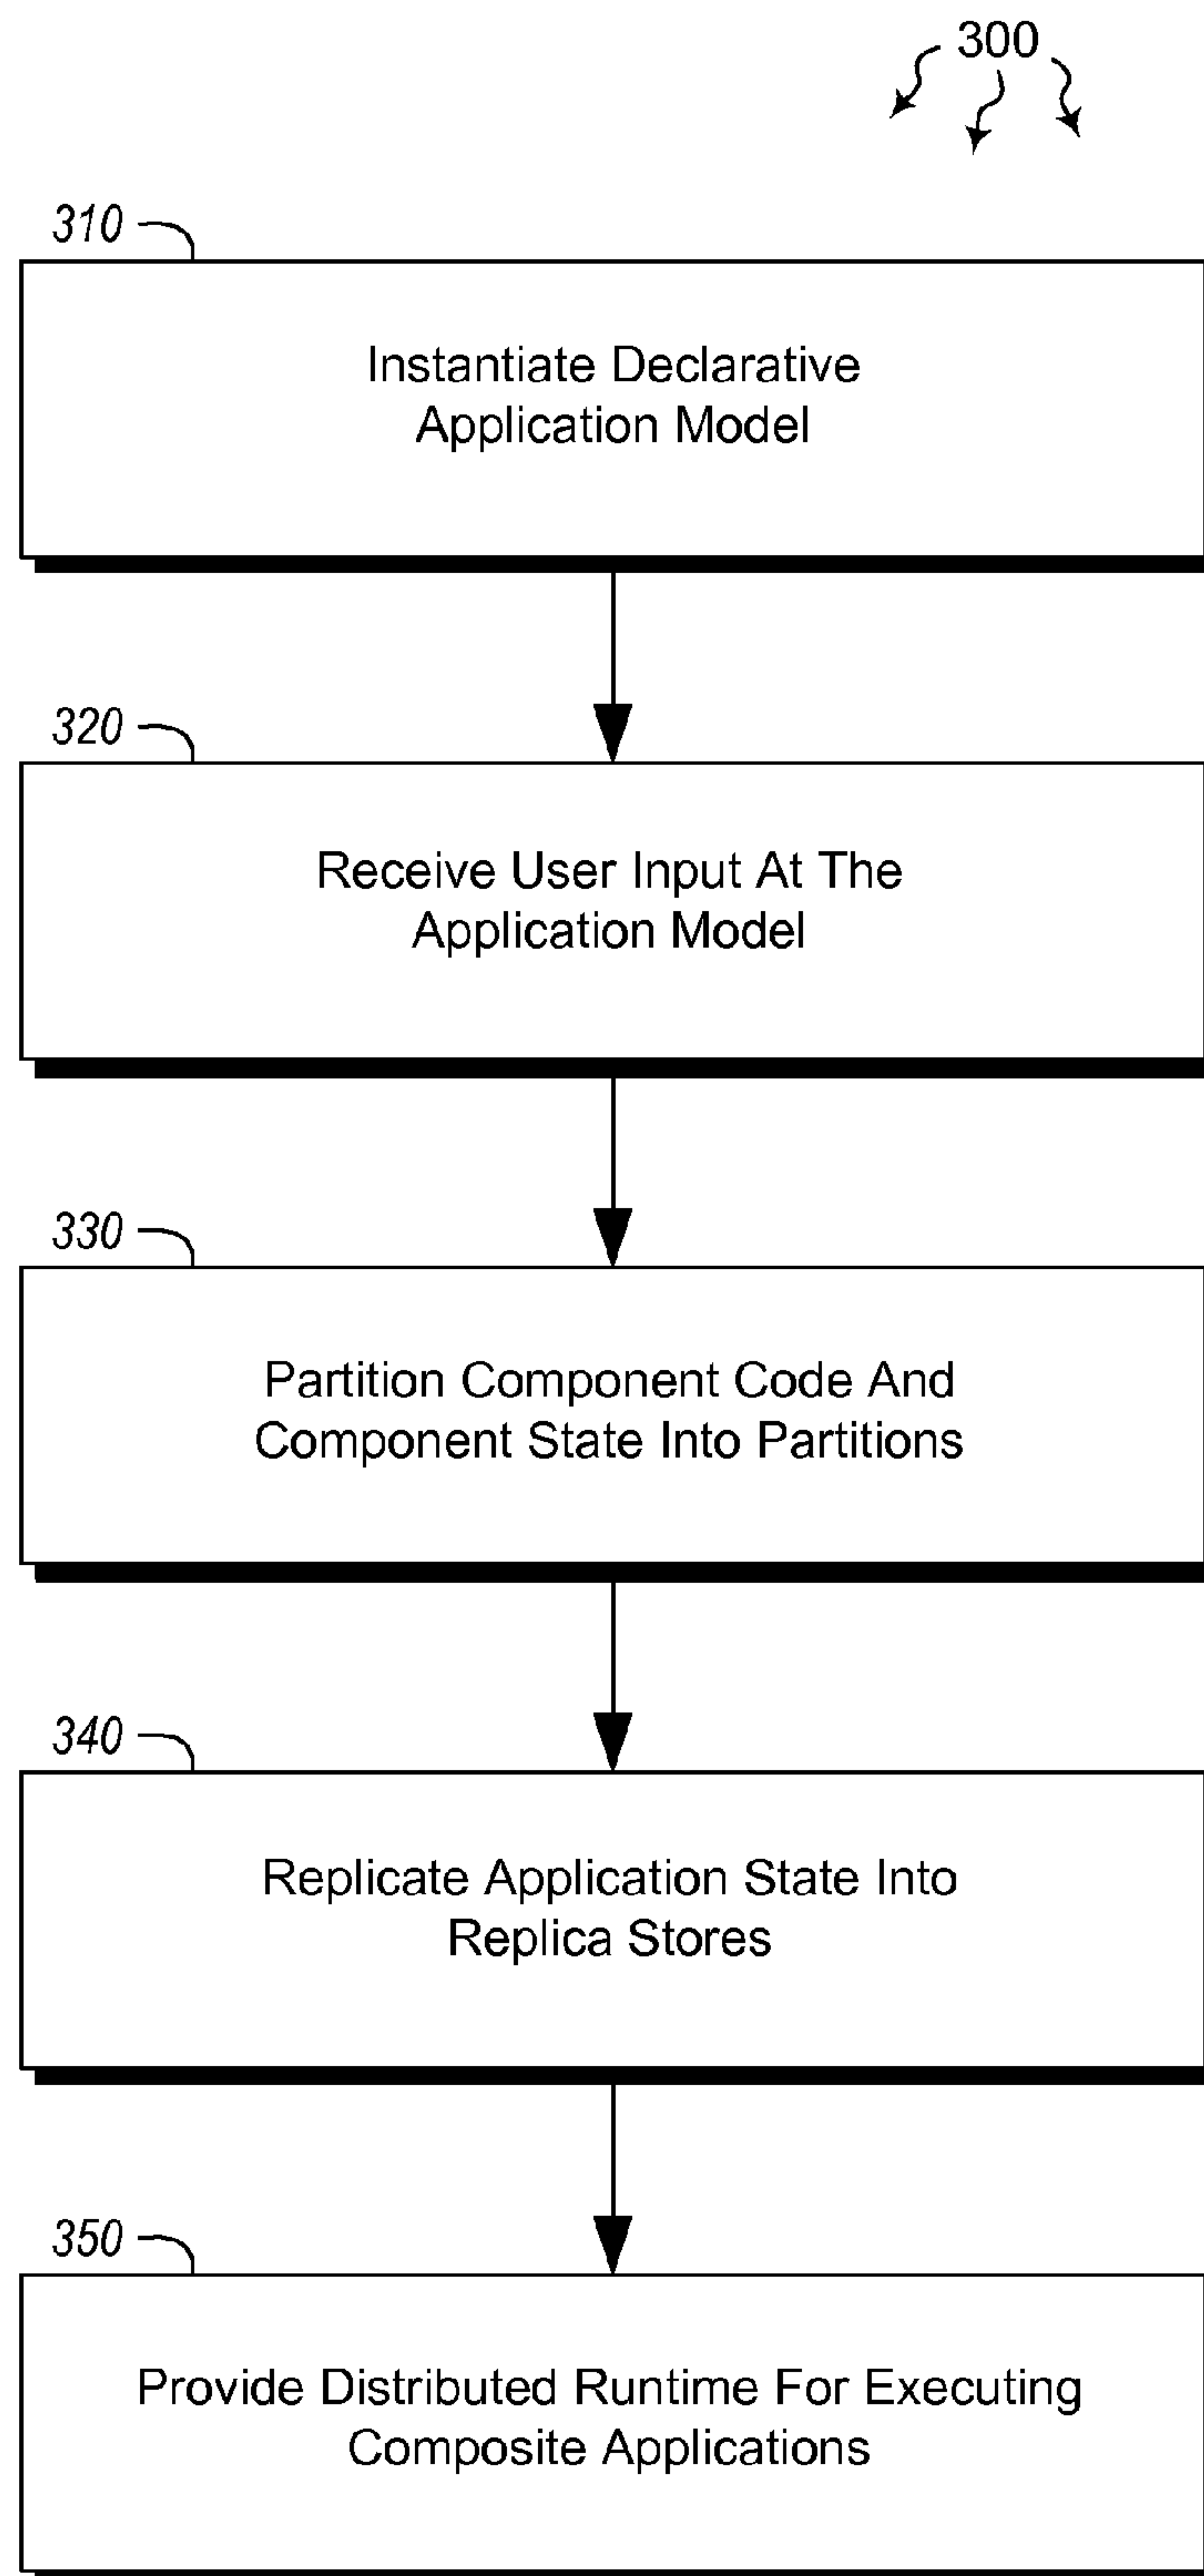 300
310
Instantiate Declarative
Application Model
320
Receive User Input At The
Application Model
330
Partition Component Code And
Component State Into Partitions
340
Replicate Application State Into
Replica Stores
350
Provide Distributed Runtime For Executing
Composite Applications